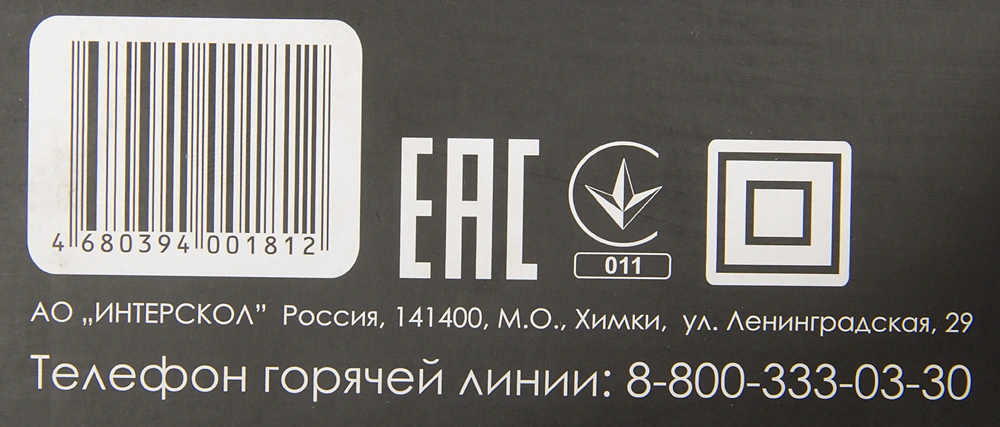 4 680394 001812
EAC
011
АО „ИНТЕРСКОЛ” Россия, 141400, М.О., Химки, ул. Ленинградская, 29
Телефон горячей линии: 8-800-333-03-30